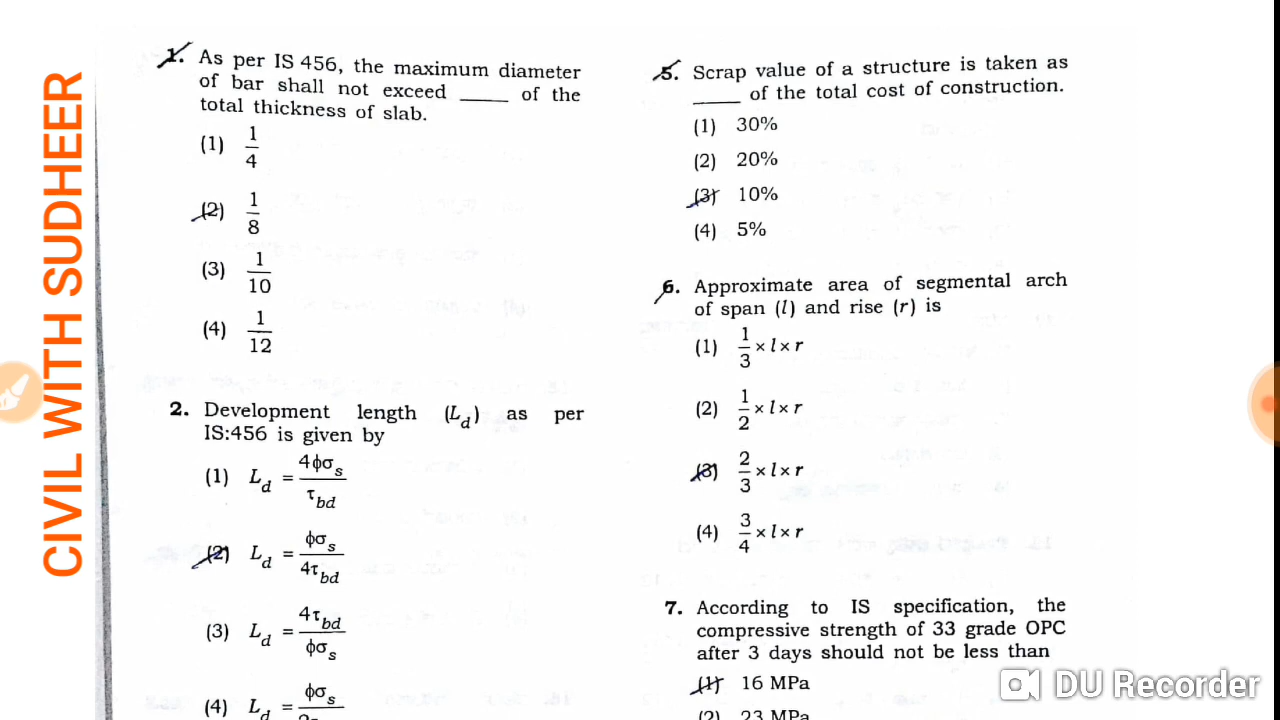 CIVIL WITH SUDHEER
1. As per IS 456, the maximum diameter
of bar shall not exceed ____ of the
total thickness of slab.
(1) 1/4
(2) 1/8
(3) 1/10
(4) 1/12
2. Development length (L_d) as per
IS:456 is given by
(1) L_d = 4ϕσ_s/τ_bd
(2) L_d = ϕσ_s/4τ_bd
(3) L_d = 4τ_bd/ϕσ_s
(4) L_d = ϕσ_s
5. Scrap value of a structure is taken as
____ of the total cost of construction.
(1) 30%
(2) 20%
(3) 10%
(4) 5%
6. Approximate area of segmental arch
of span (l) and rise (r) is
(1) 1/3 × l × r
(2) 1/2 × l × r
(3) 2/3 × l × r
(4) 3/4 × l × r
7. According to IS specification, the
compressive strength of 33 grade OPC
after 3 days should not be less than
(1) 16 MPa
(2) 23 MPa
DU Recorder